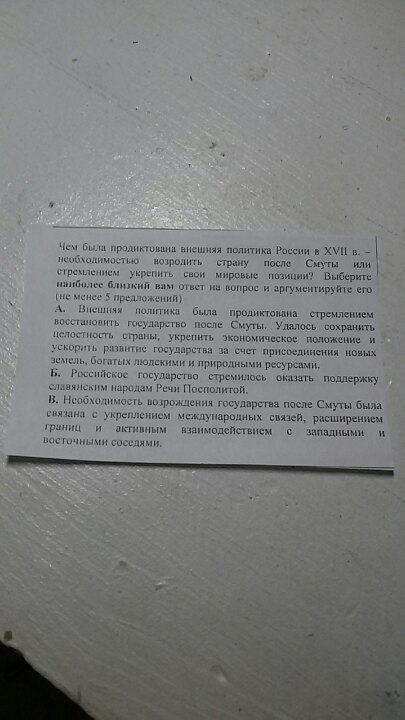 Чем была продиктована внешняя политика России в XVII в. –
необходимостью возродить страну после Смуты или
стремлением укрепить свои мировые позиции? Выберите
наиболее близкий вам ответ на вопрос и аргументируйте его
(не менее 5 предложений)
А. Внешняя политика была продиктована стремлением
восстановить государство после Смуты. Удалось сохранить
целостность страны, укрепить экономическое положение и
ускорить развитие государства за счет присоединения новых
земель, богатых людскими и природными ресурсами.
Б. Российское государство стремилось оказать поддержку
славянским народам Речи Посполитой.
В. Необходимость возрождения государства после Смуты была
связана с укреплением международных связей, расширением
границ и активным взаимодействием с западными и
восточными соседями.